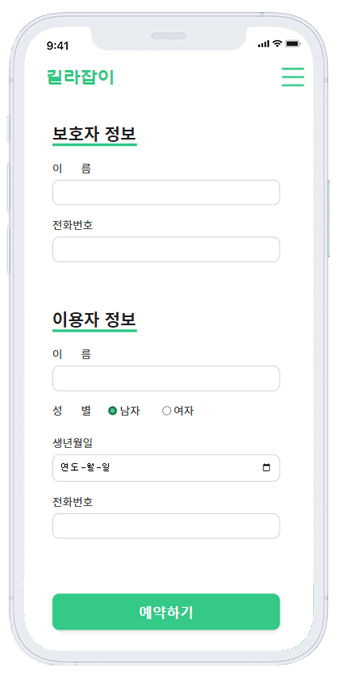 9:41
길라잡이
보호자 정보
이 름
전화번호
이용자 정보
이 름
성 별 남자 여자
생년월일
연도-월-일
전화번호
예약하기